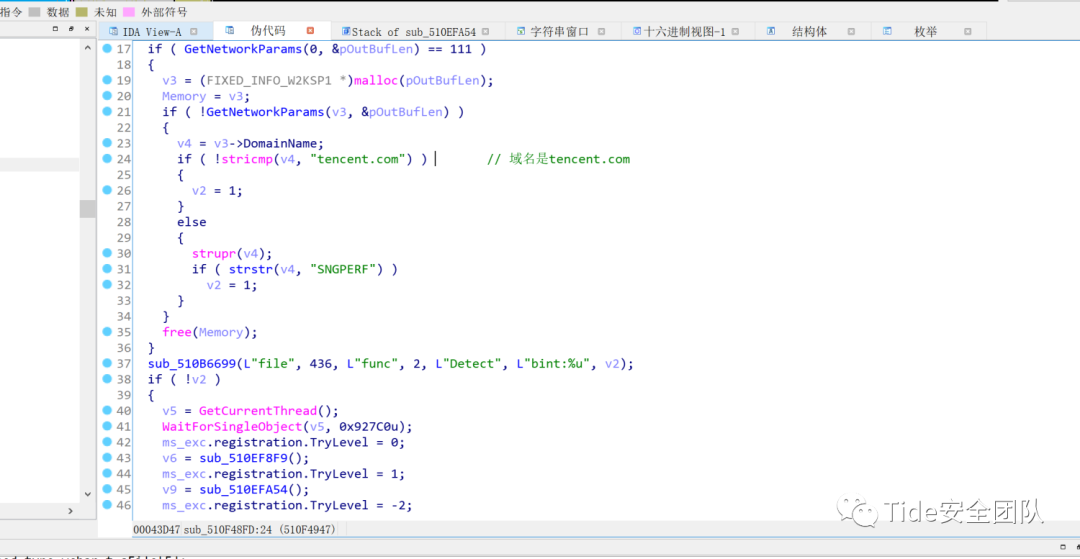 指令 数据 未知 外部符号
IDA View-A 伪代码 Stack of sub_510EFA54 字符串窗口 十六进制视图-1 结构体 枚举
17 if ( GetNetworkParams(0, &pOutBufLen) == 111 )
18 {
19 v3 = (FIXED_INFO_W2KSP1 *)malloc(pOutBufLen);
20 Memory = v3;
21 if ( !GetNetworkParams(v3, &pOutBufLen) )
22 {
23 v4 = v3->DomainName;
24 if ( !stricmp(v4, "tencent.com") ) // 域名是tencent.com
25 {
26 v2 = 1;
27 }
28 else
29 {
30 strupr(v4);
31 if ( strstr(v4, "SNGPERF") )
32 v2 = 1;
33 }
34 }
35 free(Memory);
36 }
37 sub_510B6699(L"file", 436, L"func", 2, L"Detect", L"bint:%u", v2);
38 if ( !v2 )
39 {
40 v5 = GetCurrentThread();
41 WaitForSingleObject(v5, 0x927C0u);
42 ms_exc.registration.TryLevel = 0;
43 v6 = sub_510EF8F9();
44 ms_exc.registration.TryLevel = 1;
45 v9 = sub_510EFA54();
46 ms_exc.registration.TryLevel = -2;
Tide安全团队
00043D47 sub_510F48FD:24 (510F4947)